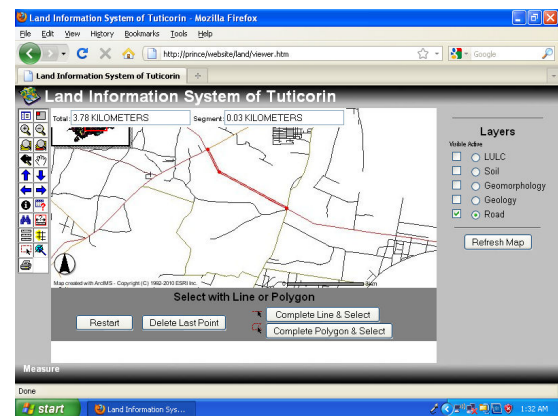 Land Information System of Tuticorin - Mozilla Firefox
File Edit View History Bookmarks Tools Help
http://prince/website/land/viewer.htm
Google
Land Information System of Tuticorin
Land Information System of Tuticorin
Total: 3.78 KILOMETERS Segment: 0.03 KILOMETERS
Layers
Visible Active
LULC
Soil
Geomorphology
Geology
Road
Refresh Map
Map created with ArcIMS - Copyright (C) 1992-2010 ESRI Inc.
Select with Line or Polygon
Restart Delete Last Point
Complete Line & Select
Complete Polygon & Select
Measure
Done
start Land Information Sys... 1:32 AM